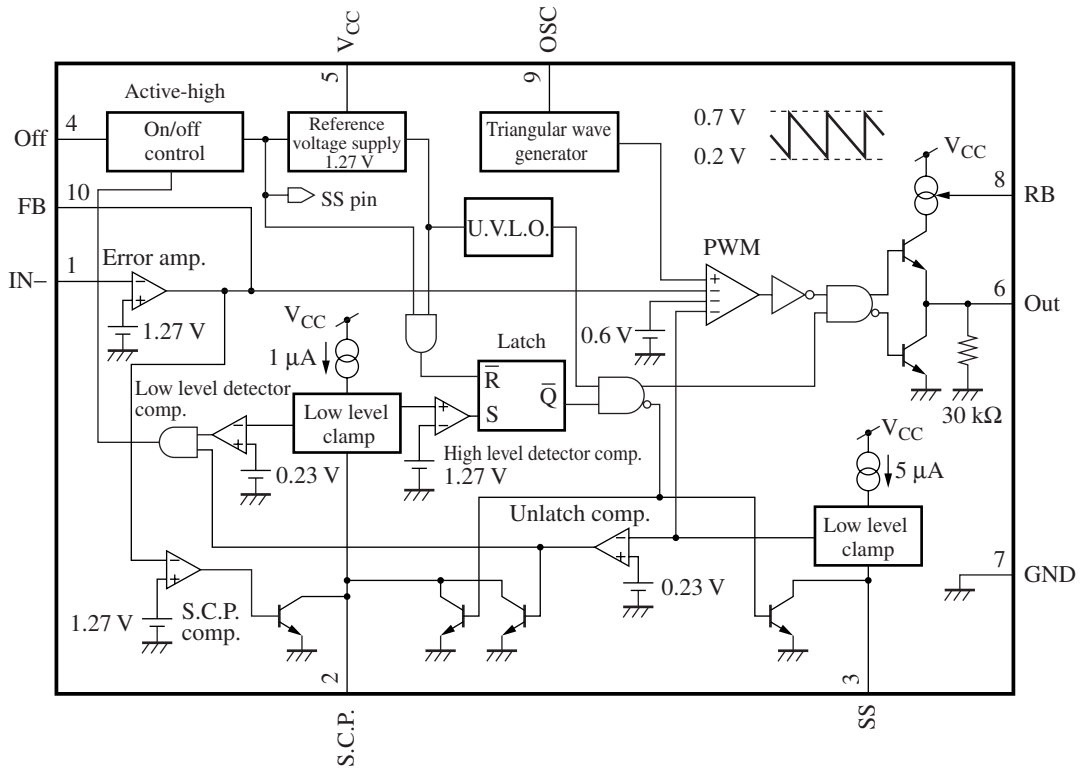 VCC
OSC
5
9
Active-high
Off
4
On/off
control
Reference
voltage supply
1.27 V
Triangular wave
generator
0.7 V
0.2 V
VCC
8
RB
FB
10
SS pin
U.V.L.O.
PWM
IN–
1
Error amp.
1.27 V
VCC
1 μA
0.6 V
6
Out
Latch
R̅
S
Q̅
Low level detector
comp.
Low level
clamp
30 kΩ
0.23 V
High level detector comp.
1.27 V
VCC
5 μA
Unlatch comp.
Low level
clamp
7
GND
0.23 V
1.27 V
S.C.P.
comp.
2
3
S.C.P.
SS